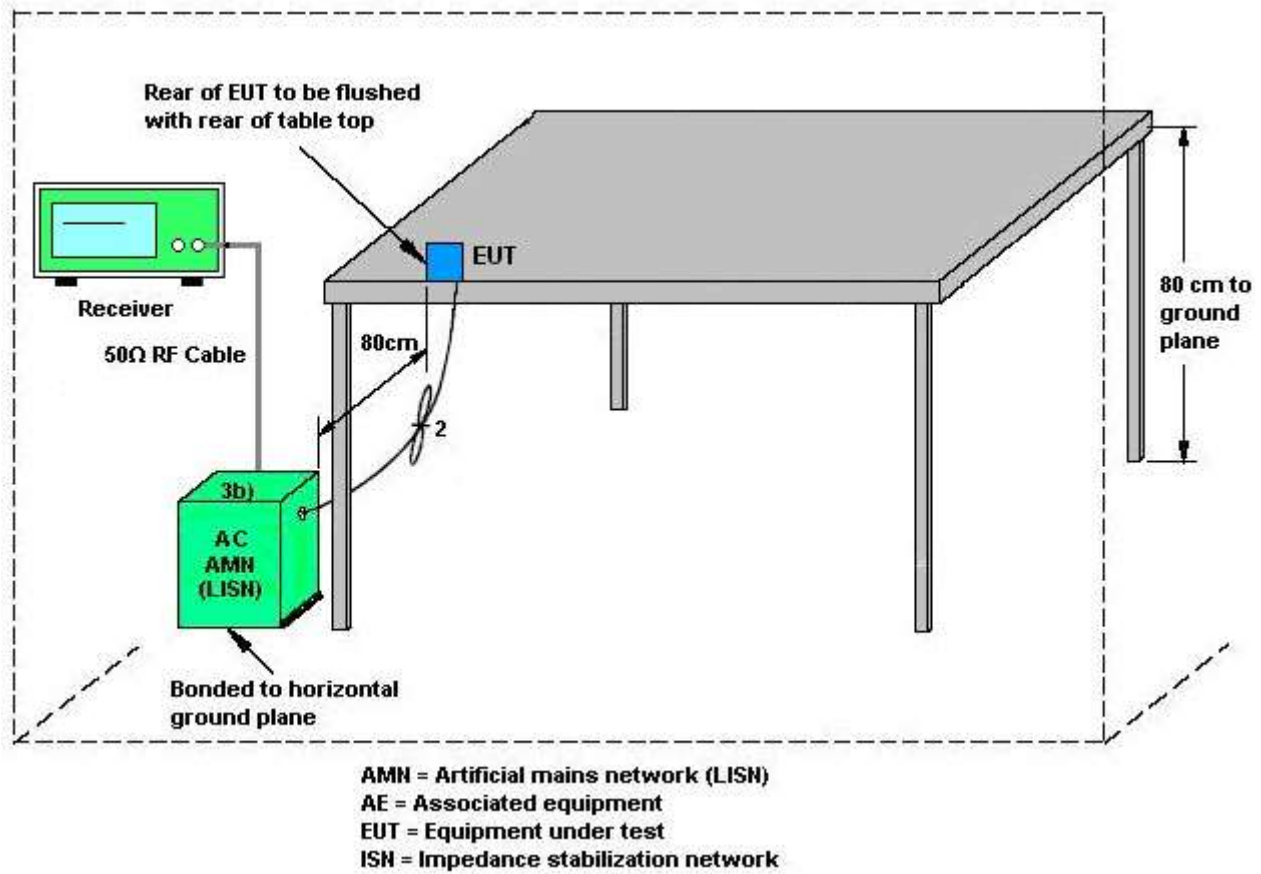 Rear of EUT to be flushed
with rear of table top
EUT
Receiver
80 cm to
ground
plane
80cm
50Ω RF Cable
2
3b)
AC
AMN
(LISN)
Bonded to horizontal
ground plane
AMN = Artificial mains network (LISN)
AE = Associated equipment
EUT = Equipment under test
ISN = Impedance stabilization network